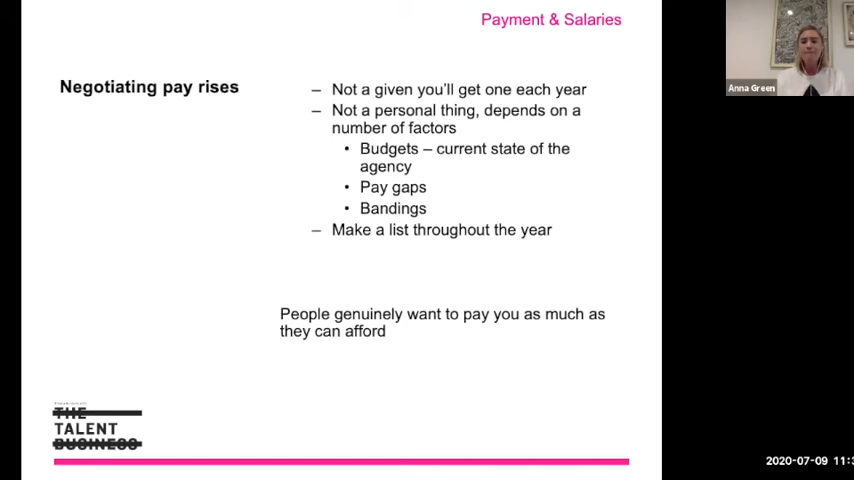 Payment & Salaries
Negotiating pay rises
– Not a given you'll get one each year
– Not a personal thing, depends on a
number of factors
• Budgets – current state of the
agency
• Pay gaps
• Bandings
– Make a list throughout the year
People genuinely want to pay you as much as
they can afford
THE
TALENT
BUSINESS
Anna Green
2020-07-09 11:3